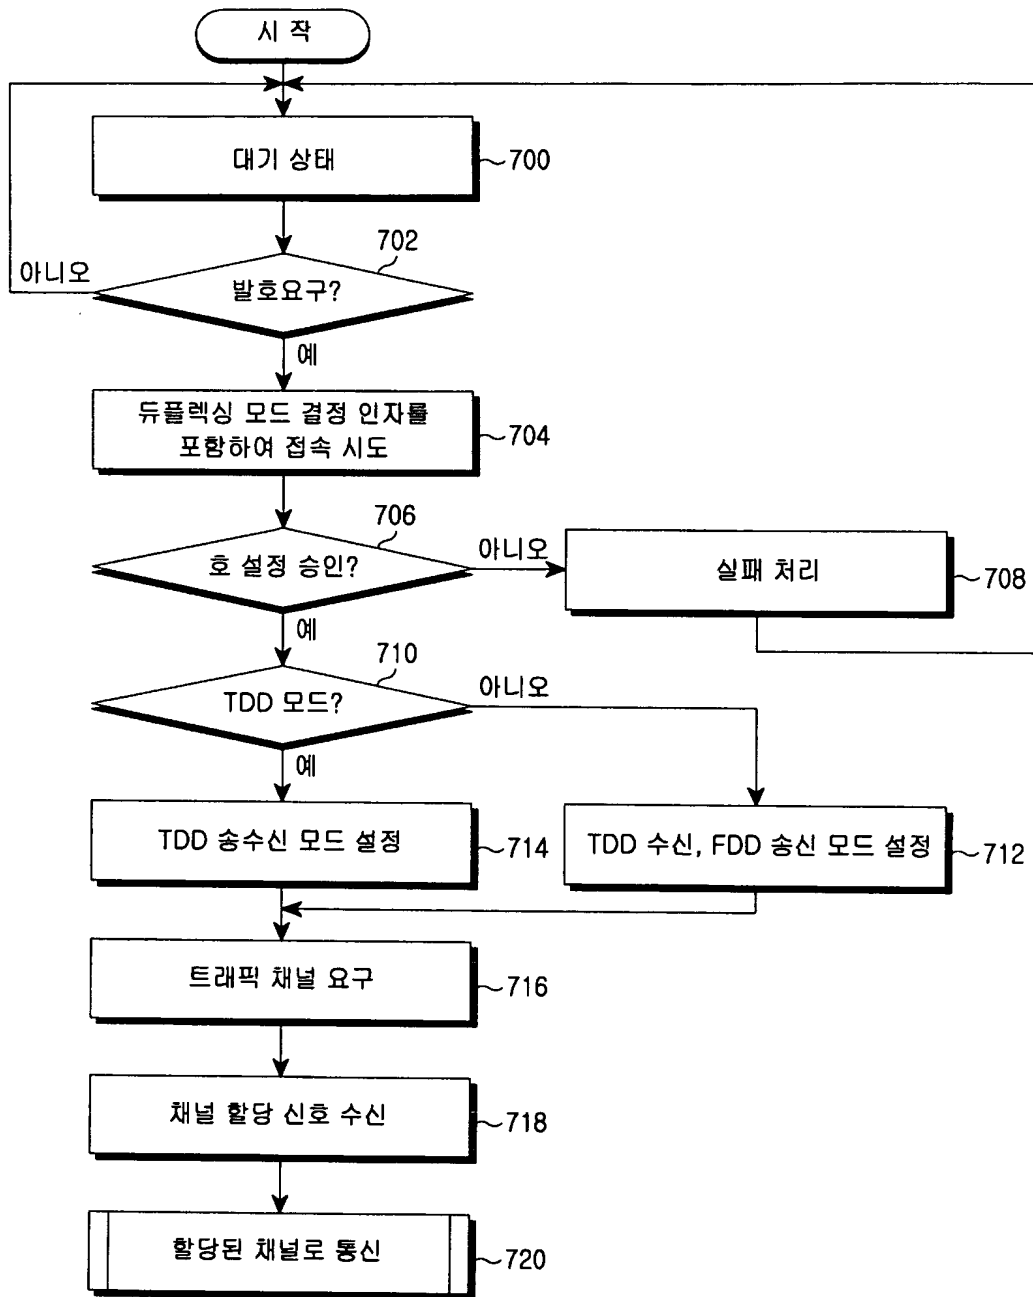 시 작
대기 상태
700
702
아니오
발호요구?
예
듀플렉싱 모드 결정 인자를
포함하여 접속 시도
704
706
호 설정 승인?
아니오
실패 처리
708
예
710
TDD 모드?
아니오
예
TDD 송수신 모드 설정
714
TDD 수신, FDD 송신 모드 설정
712
트래픽 채널 요구
716
채널 할당 신호 수신
718
할당된 채널로 통신
720